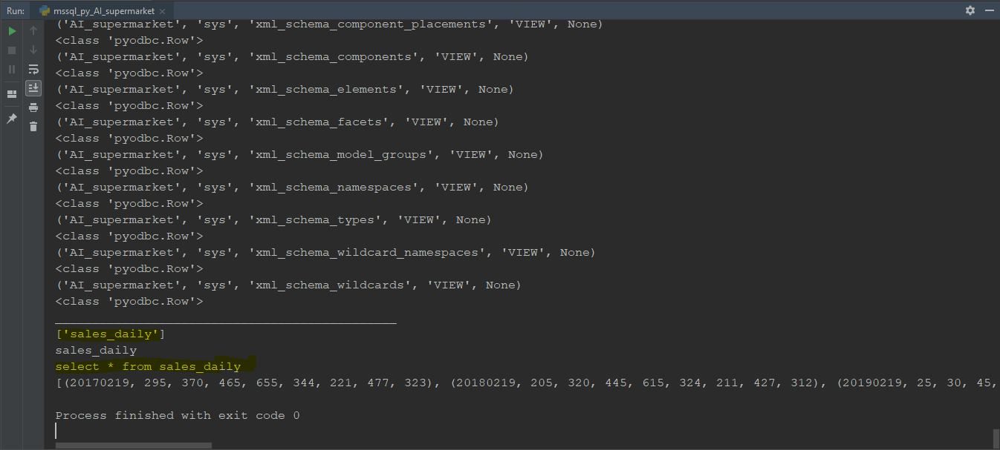 Run: mssql_py_AI_supermarket
('AI_supermarket', 'sys', 'xml_schema_component_placements', 'VIEW', None)
<class 'pyodbc.Row'>
('AI_supermarket', 'sys', 'xml_schema_components', 'VIEW', None)
<class 'pyodbc.Row'>
('AI_supermarket', 'sys', 'xml_schema_elements', 'VIEW', None)
<class 'pyodbc.Row'>
('AI_supermarket', 'sys', 'xml_schema_facets', 'VIEW', None)
<class 'pyodbc.Row'>
('AI_supermarket', 'sys', 'xml_schema_model_groups', 'VIEW', None)
<class 'pyodbc.Row'>
('AI_supermarket', 'sys', 'xml_schema_namespaces', 'VIEW', None)
<class 'pyodbc.Row'>
('AI_supermarket', 'sys', 'xml_schema_types', 'VIEW', None)
<class 'pyodbc.Row'>
('AI_supermarket', 'sys', 'xml_schema_wildcard_namespaces', 'VIEW', None)
<class 'pyodbc.Row'>
('AI_supermarket', 'sys', 'xml_schema_wildcards', 'VIEW', None)
<class 'pyodbc.Row'>
______________________________________________
['sales_daily']
sales_daily
select * from sales_daily
[(20170219, 295, 370, 465, 655, 344, 221, 477, 323), (20180219, 205, 320, 445, 615, 324, 211, 427, 312), (20190219, 25, 30, 45,
Process finished with exit code 0